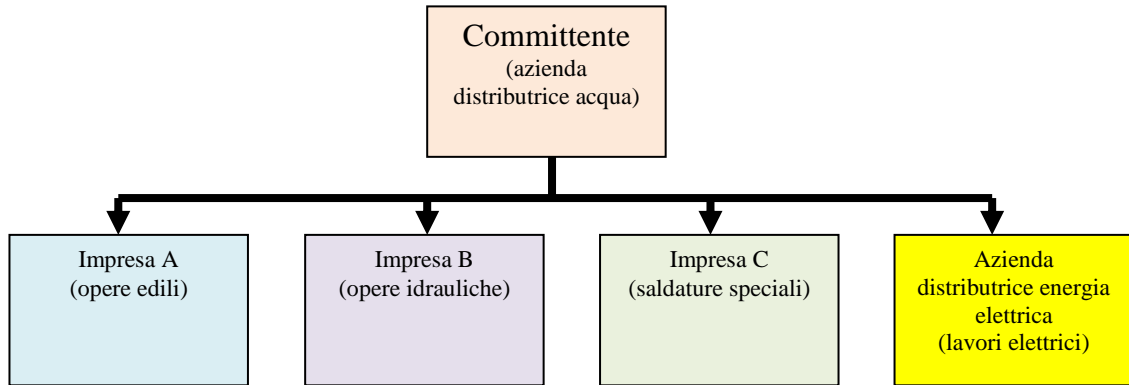 Committente
(azienda
distributrice acqua)
Impresa A
(opere edili)
Impresa B
(opere idrauliche)
Impresa C
(saldature speciali)
Azienda
distributrice energia
elettrica
(lavori elettrici)